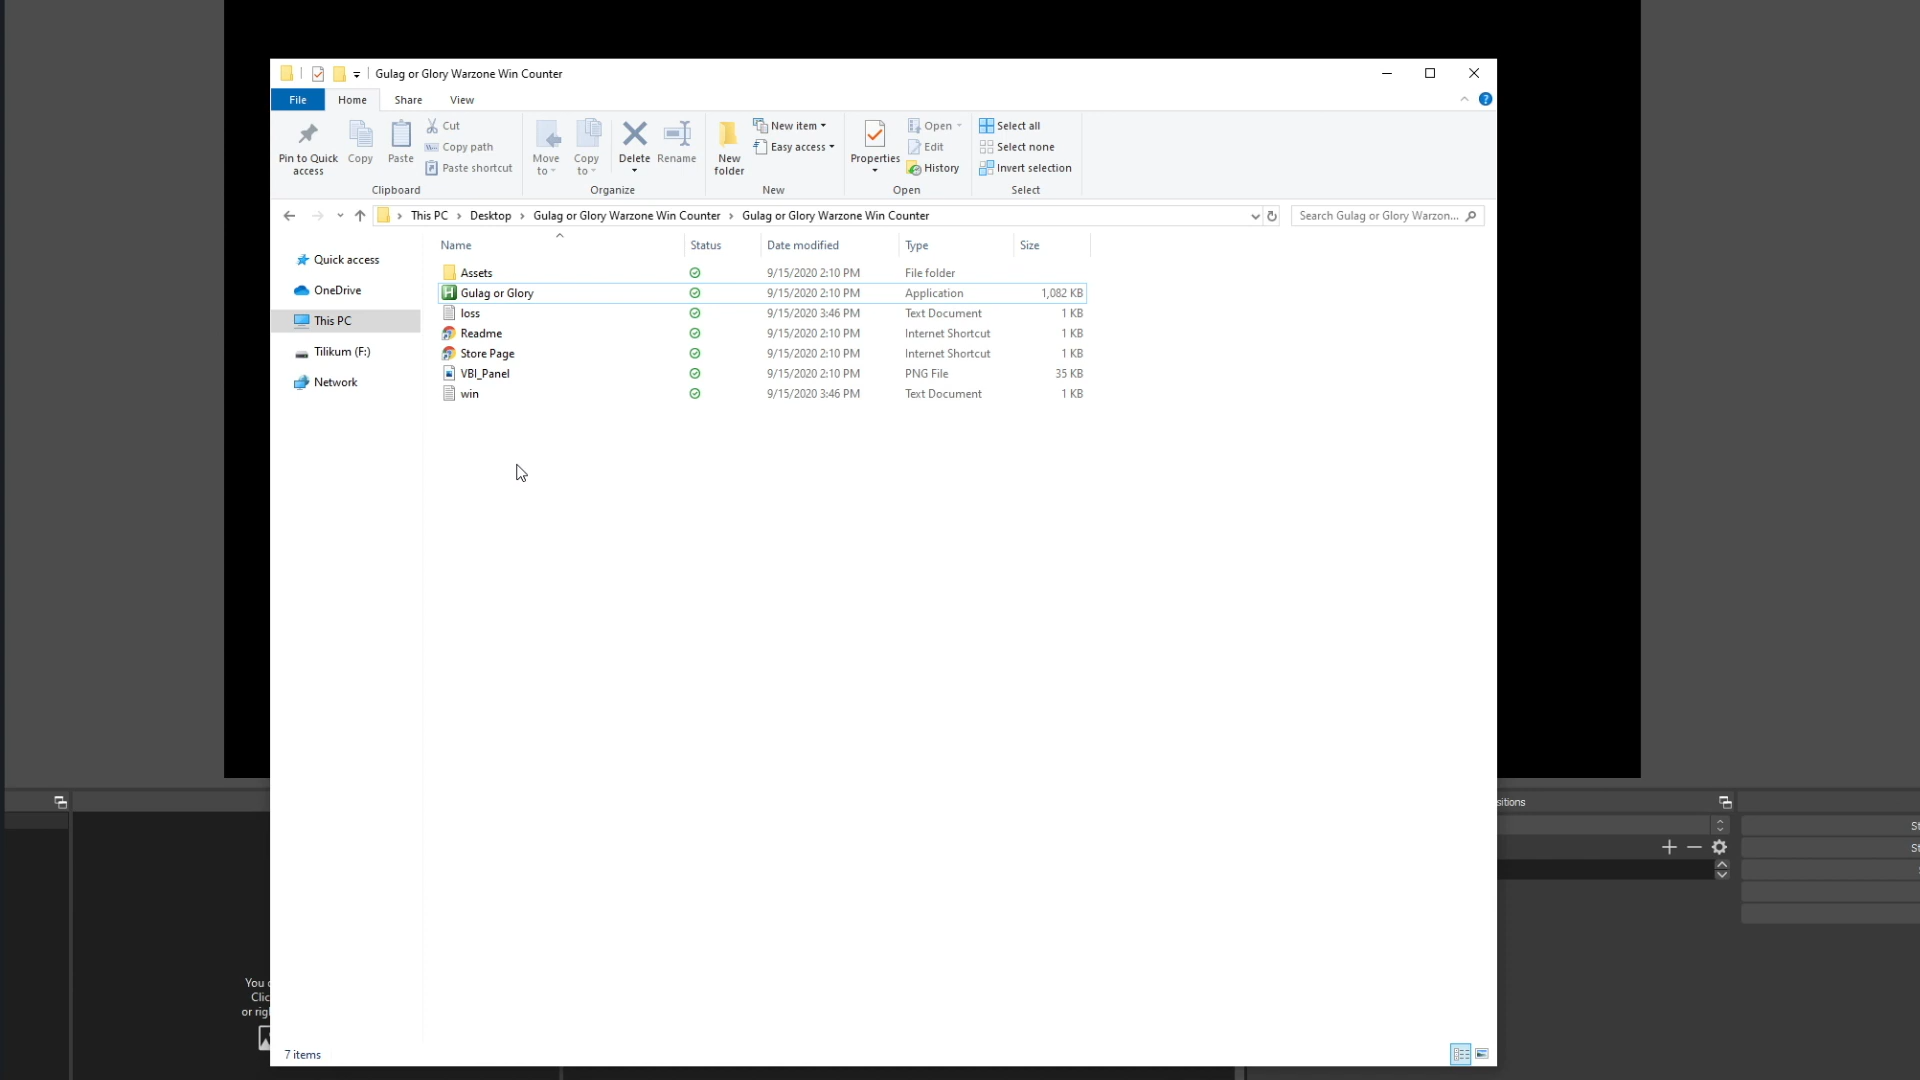 Gulag or Glory Warzone Win Counter
File Home Share View
Pin to Quick access
Copy
Paste
Cut
Copy path
Paste shortcut
Clipboard
Move to
Copy to
Delete
Rename
Organize
New folder
New item
Easy access
New
Properties
Open
Edit
History
Open
Select all
Select none
Invert selection
Select
This PC Desktop Gulag or Glory Warzone Win Counter Gulag or Glory Warzone Win Counter
Search Gulag or Glory Warzon...
Quick access
OneDrive
This PC
Tilikum (F:)
Network
Name Status Date modified Type Size
Assets 9/15/2020 2:10 PM File folder
Gulag or Glory 9/15/2020 2:10 PM Application 1,082 KB
loss 9/15/2020 3:46 PM Text Document 1 KB
Readme 9/15/2020 2:10 PM Internet Shortcut 1 KB
Store Page 9/15/2020 2:10 PM Internet Shortcut 1 KB
VBI_Panel 9/15/2020 2:10 PM PNG File 35 KB
win 9/15/2020 3:46 PM Text Document 1 KB
sitions
St
St
You
Clic
or rig
7 items